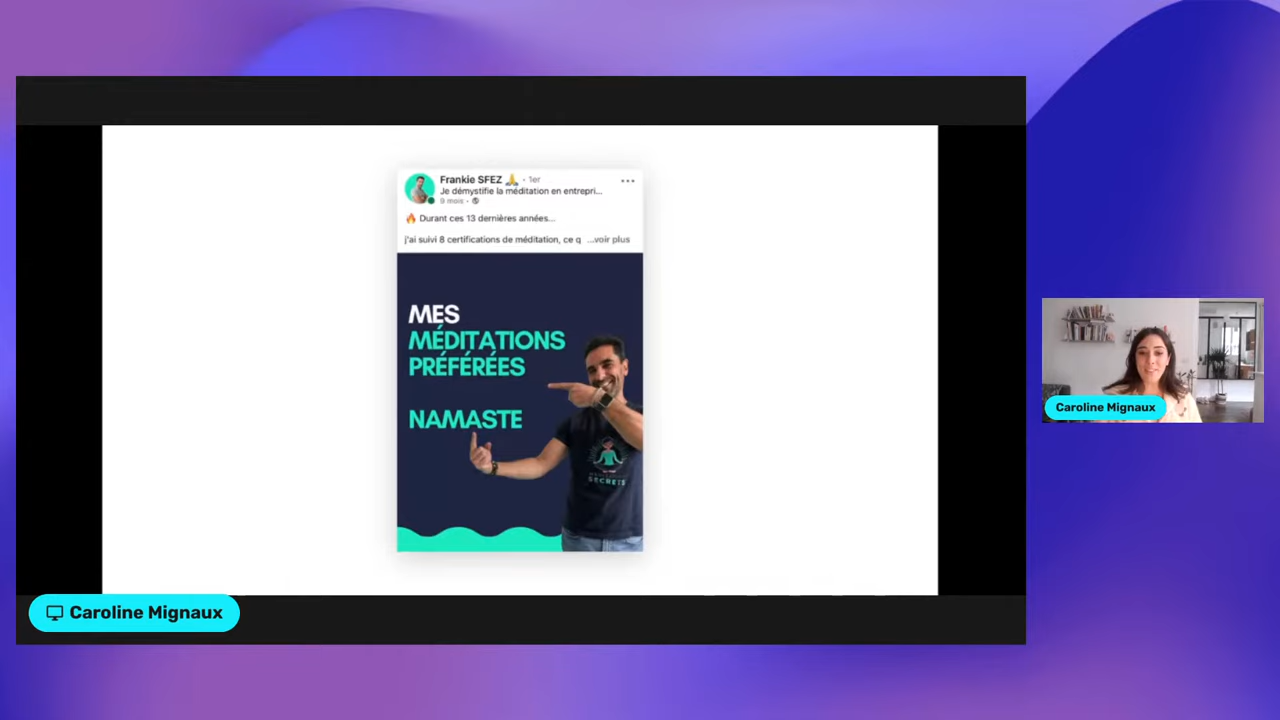 Frankie SFEZ 🙏 · 1er
Je démystifie la méditation en entrepri...
9 mois ·
🔥 Durant ces 13 dernières années...
j'ai suivi 8 certifications de méditation, ce q ...voir plus
MES
MÉDITATIONS
PRÉFÉRÉES
NAMASTE
SECRETS
Caroline Mignaux
Caroline Mignaux